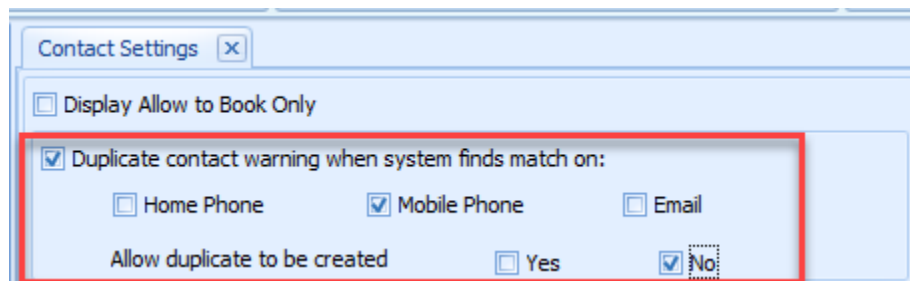 Contact Settings
Display Allow to Book Only
Duplicate contact warning when system finds match on:
Home Phone Mobile Phone Email
Allow duplicate to be created Yes No